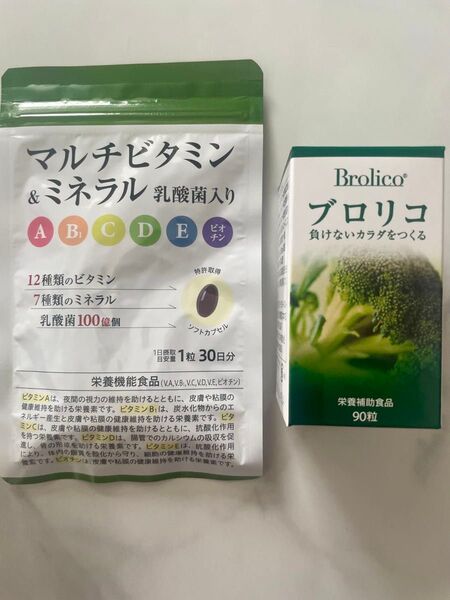 マルチビタミン
&ミネラル 乳酸菌入り
A B1 C D E ビオチン
12種類のビタミン
7種類のミネラル
乳酸菌100億個
特許取得
ソフトカプセル
1日摂取目安量 1粒 30日分
栄養機能食品(V.A,V.B1,V.C,V.D,V.E,ビオチン)
ビタミンAは、夜間の視力の維持を助けるとともに、皮膚や粘膜
の健康維持を助ける栄養素です。ビタミンB1は、炭水化物からのエ
ネルギー産生と皮膚や粘膜の健康維持を助ける栄養素です。ビタ
ミンCは、皮膚や粘膜の健康維持を助けるとともに、抗酸化作用
を持つ栄養素です。ビタミンDは、腸管でのカルシウムの吸収を促
進し、骨の形成を助ける栄養素です。ビタミンEは、抗酸化作用
により、体内の脂質を酸化から守り、細胞の健康維持を助ける栄
養素です。ビオチンは、皮膚や粘膜の健康維持を助ける栄養素です。
Brolico®
ブロリコ
負けないカラダをつくる
栄養補助食品
90粒